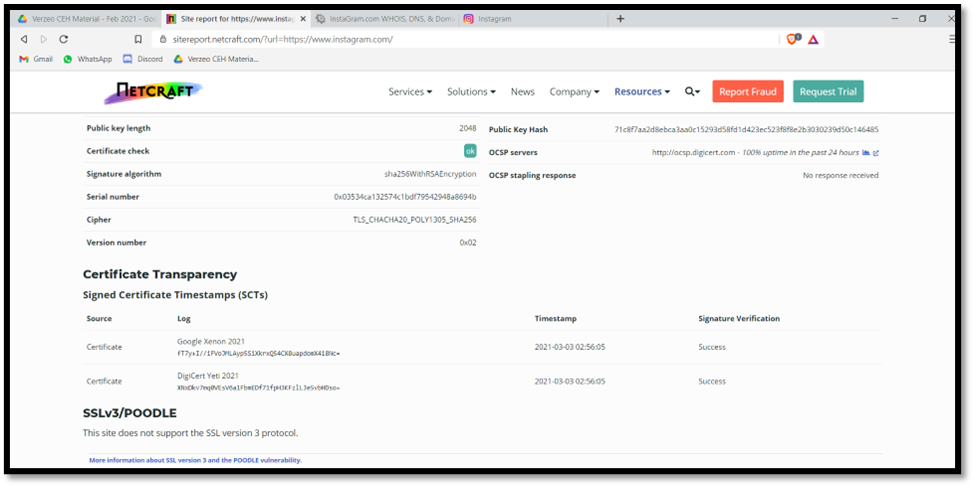 Verzeo CEH Material - Feb 2021 - Goo
Site report for https://www.instag
InstaGram.com WHOIS, DNS, & Doma
Instagram
sitereport.netcraft.com/?url=https://www.instagram.com/
Gmail WhatsApp Discord Verzeo CEH Materia...
NETCRAFT Services Solutions News Company Resources Report Fraud Request Trial
Public key length 2048
Certificate check ok
Signature algorithm sha256WithRSAEncryption
Serial number 0x03534ca132574c1bdf79542948a8694b
Cipher TLS_CHACHA20_POLY1305_SHA256
Version number 0x02
Public Key Hash 71c8f7aa2d8ebca3aa0c15293d58fd1d423ec523f8f8e2b3030239d50c146485
OCSP servers http://ocsp.digicert.com - 100% uptime in the past 24 hours
OCSP stapling response No response received
Certificate Transparency
Signed Certificate Timestamps (SCTs)
Source Log Timestamp Signature Verification
Certificate Google Xenon 2021 2021-03-03 02:56:05 Success
Certificate DigiCert Yeti 2021 2021-03-03 02:56:05 Success
SSLv3/POODLE
This site does not support the SSL version 3 protocol.
More information about SSL version 3 and the POODLE vulnerability.